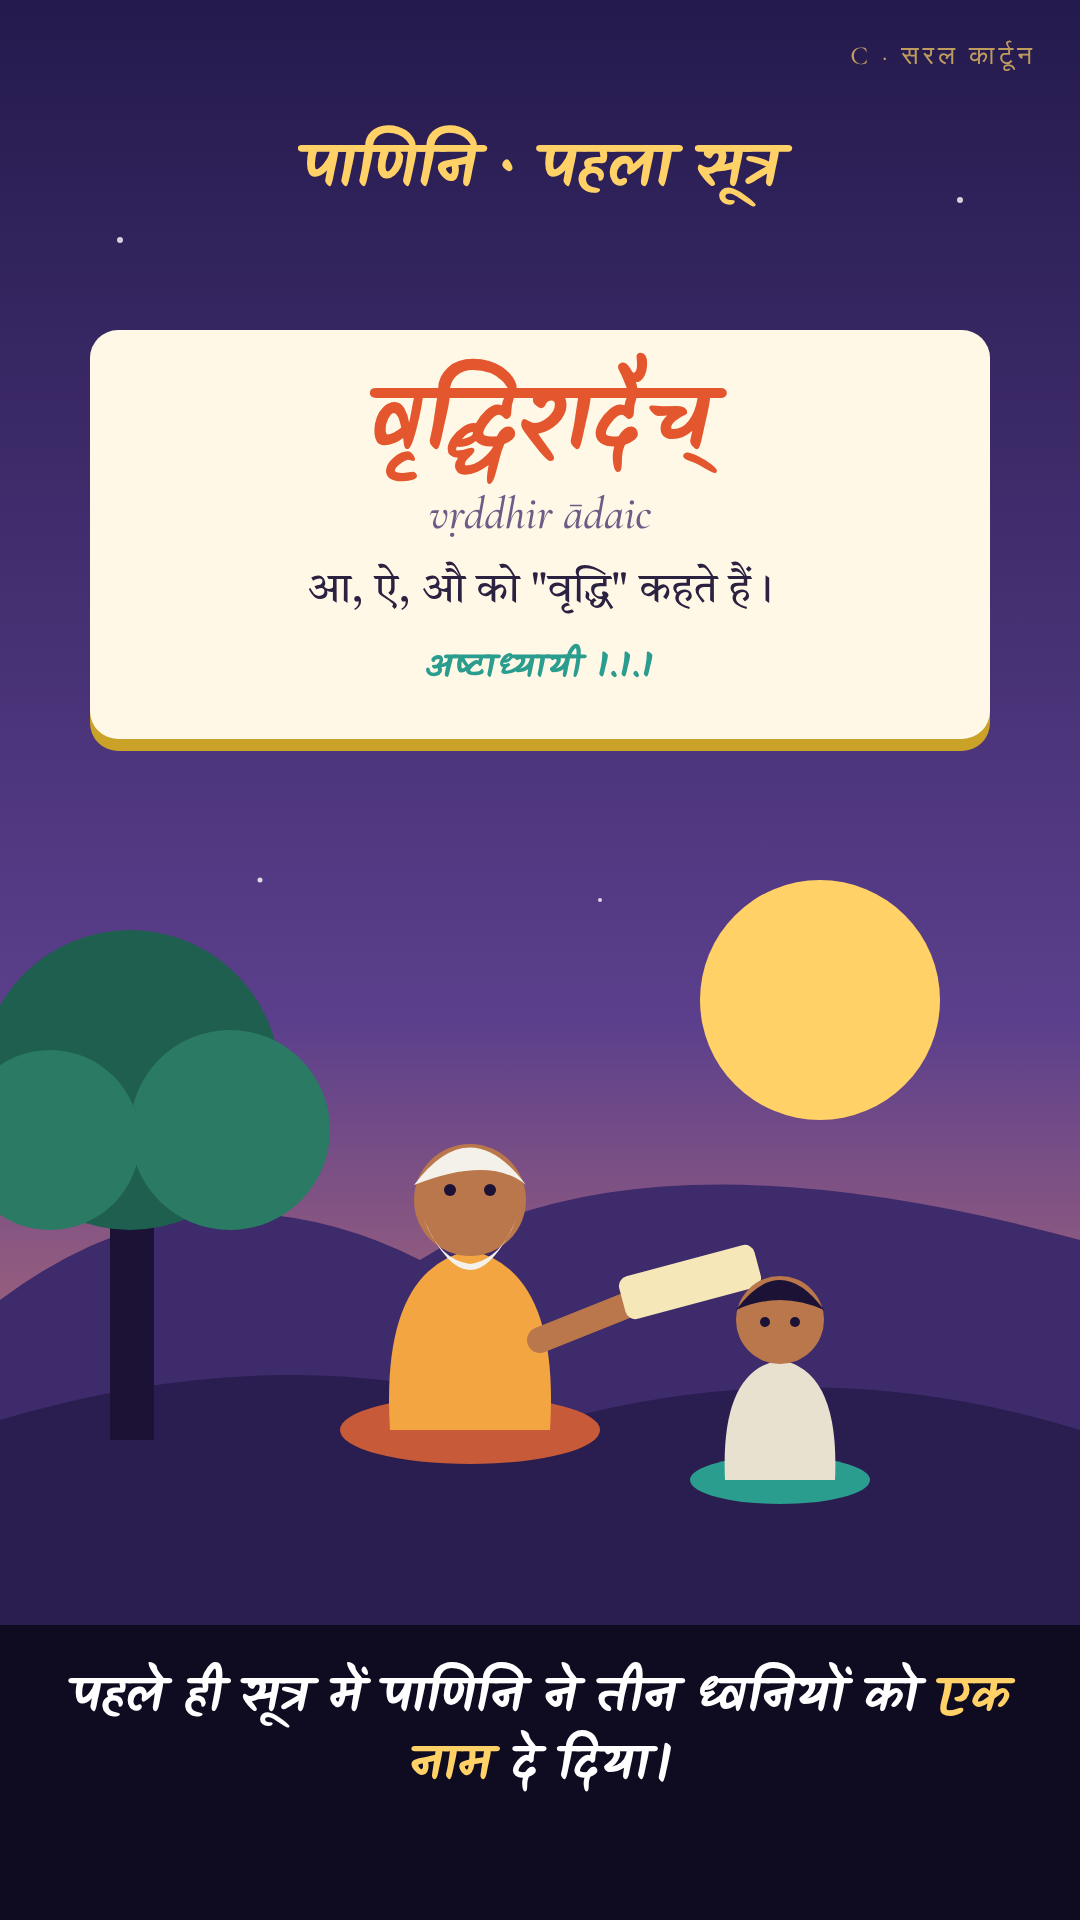 C · सरल कार्टून
पाणिनि · पहला सूत्र
वृद्धिरादैच्
vṛddhir ādaic
आ, ऐ, औ को "वृद्धि" कहते हैं।
अष्टाध्यायी १.१.१
पहले ही सूत्र में पाणिनि ने तीन ध्वनियों को एक
नाम दे दिया।